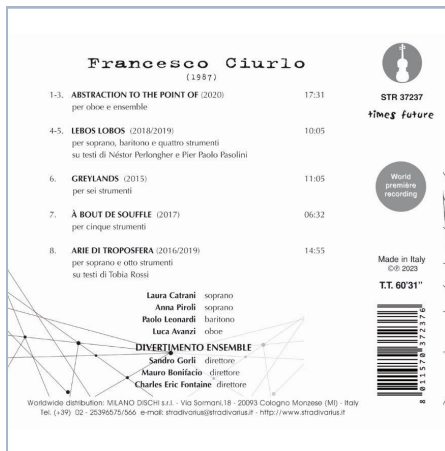 Francesco Ciurlo
(1987)
1-3. ABSTRACTION TO THE POINT OF (2020) 17:31
per oboe e ensemble
4-5. LEBOS LOBOS (2018/2019) 10:05
per soprano, baritono e quattro strumenti
su testi di Néstor Perlongher e Pier Paolo Pasolini
6. GREYLANDS (2015) 11:05
per sei strumenti
7. À BOUT DE SOUFFLE (2017) 06:32
per cinque strumenti
8. ARIE DI TROPOSFERA (2016/2019) 14:55
per soprano e otto strumenti
su testi di Tobia Rossi
Laura Catrani soprano
Anna Piroli soprano
Paolo Leonardi baritono
Luca Avanzi oboe
DIVERTIMENTO ENSEMBLE
Sandro Gorli direttore
Mauro Bonifacio direttore
Charles Eric Fontaine direttore
STR 37237
times future
World
première
recording
Made in Italy
©℗ 2023
T.T. 60'31"
8 011570 372376
Worldwide distribution: MILANO DISCHI s.r.l. - Via Sormani,18 - 20093 Cologno Monzese (MI) - Italy
Tel. (+39) 02 - 25396575/566 e-mail: stradivarius@stradivarius.it - http://www.stradivarius.it